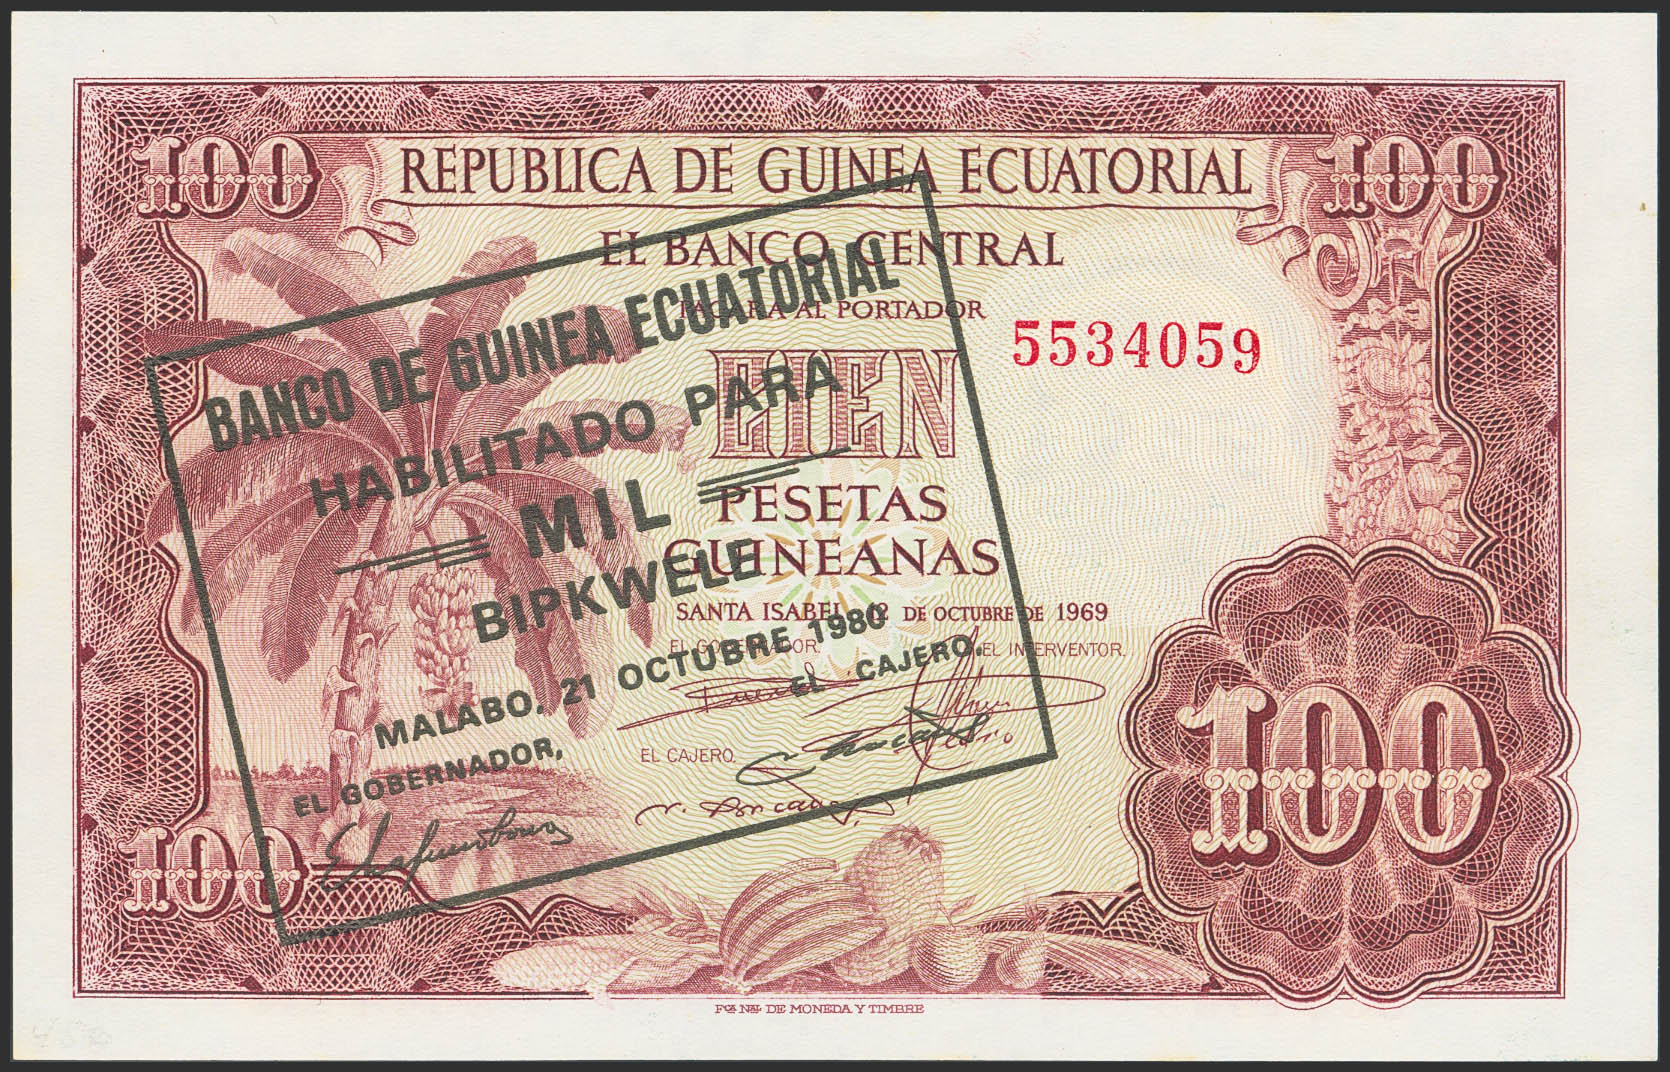 100 100
REPUBLICA DE GUINEA ECUATORIAL
EL BANCO CENTRAL
PAGARA AL PORTADOR
5534059
CIEN
PESETAS
GUINEANAS
SANTA ISABEL, 12 DE OCTUBRE DE 1969
EL GOBERNADOR. EL INTERVENTOR.
EL CAJERO.
100
100
Fca. Nal. DE MONEDA Y TIMBRE
BANCO DE GUINEA ECUATORIAL
HABILITADO PARA
MIL
BIPKWELE
MALABO, 21 OCTUBRE 1980
EL GOBERNADOR, EL CAJERO,